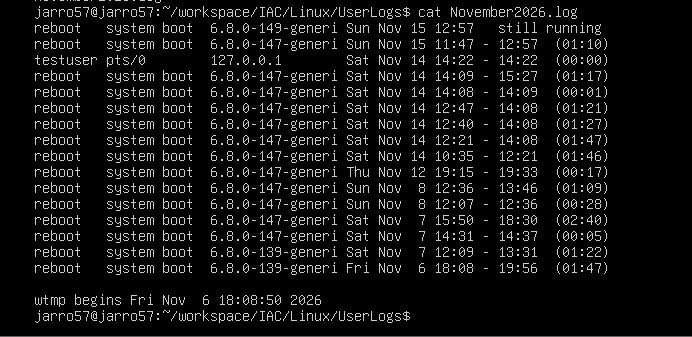 jarro57@jarro57:~/workspace/IAC/Linux/UserLogs$ cat November2026.log
reboot   system boot  6.8.0-149-generi Sun Nov 15 12:57   still running
reboot   system boot  6.8.0-147-generi Sun Nov 15 11:47 - 12:57  (01:10)
testuser pts/0        127.0.0.1        Sat Nov 14 14:22 - 14:22  (00:00)
reboot   system boot  6.8.0-147-generi Sat Nov 14 14:09 - 15:27  (01:17)
reboot   system boot  6.8.0-147-generi Sat Nov 14 14:08 - 14:09  (00:01)
reboot   system boot  6.8.0-147-generi Sat Nov 14 12:47 - 14:08  (01:21)
reboot   system boot  6.8.0-147-generi Sat Nov 14 12:40 - 14:08  (01:27)
reboot   system boot  6.8.0-147-generi Sat Nov 14 12:21 - 14:08  (01:47)
reboot   system boot  6.8.0-147-generi Sat Nov 14 10:35 - 12:21  (01:46)
reboot   system boot  6.8.0-147-generi Thu Nov 12 19:15 - 19:33  (00:17)
reboot   system boot  6.8.0-147-generi Sun Nov  8 12:36 - 13:46  (01:09)
reboot   system boot  6.8.0-147-generi Sun Nov  8 12:07 - 12:36  (00:28)
reboot   system boot  6.8.0-147-generi Sat Nov  7 15:50 - 18:30  (02:40)
reboot   system boot  6.8.0-147-generi Sat Nov  7 14:31 - 14:37  (00:05)
reboot   system boot  6.8.0-139-generi Sat Nov  7 12:09 - 13:31  (01:22)
reboot   system boot  6.8.0-139-generi Fri Nov  6 18:08 - 19:56  (01:47)
wtmp begins Fri Nov  6 18:08:50 2026
jarro57@jarro57:~/workspace/IAC/Linux/UserLogs$